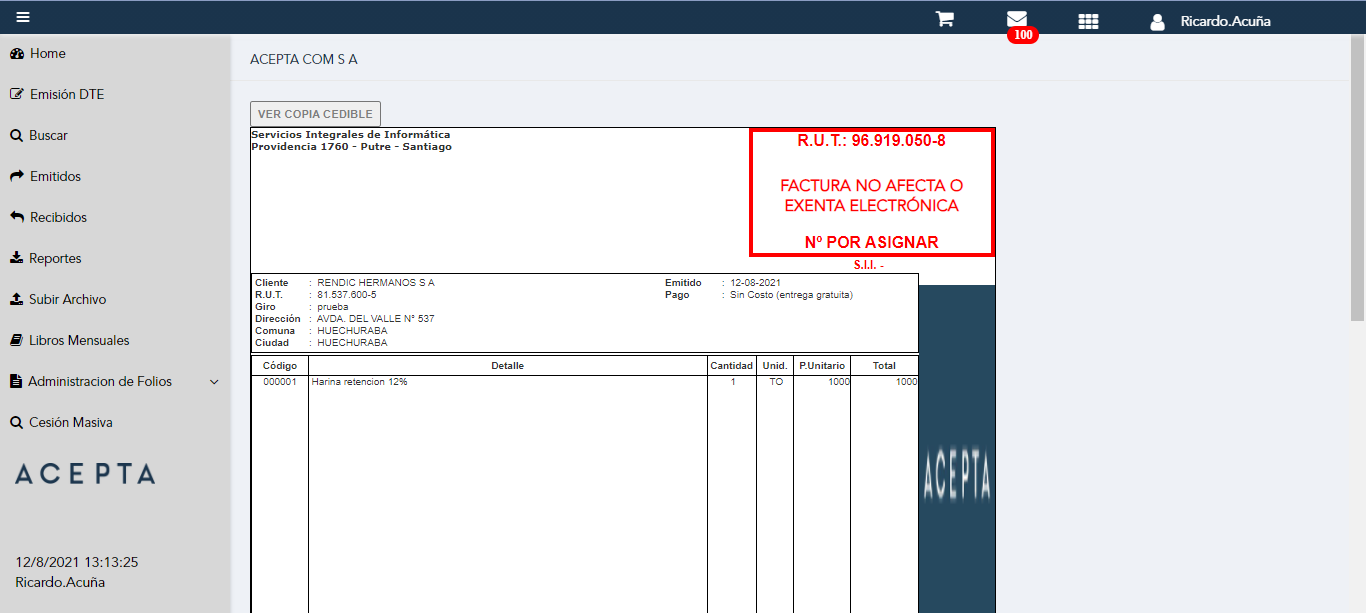 Ricardo.Acuña
100
Home
Emisión DTE
Buscar
Emitidos
Recibidos
Reportes
Subir Archivo
Libros Mensuales
Administracion de Folios
Cesión Masiva
ACEPTA
12/8/2021 13:13:25
Ricardo.Acuña
ACEPTA COM S A
VER COPIA CEDIBLE
Servicios Integrales de Informática
Providencia 1760 - Putre - Santiago
R.U.T.: 96.919.050-8
FACTURA NO AFECTA O
EXENTA ELECTRÓNICA
Nº POR ASIGNAR
S.I.I. -
Cliente : RENDIC HERMANOS S A Emitido : 12-08-2021
R.U.T. : 81.537.600-5 Pago : Sin Costo (entrega gratuita)
Giro : prueba
Dirección : AVDA. DEL VALLE N° 537
Comuna : HUECHURABA
Ciudad : HUECHURABA
Código Detalle Cantidad Unid. P.Unitario Total
000001 Harina retencion 12% 1 TO 1000 1000
ACEPTA